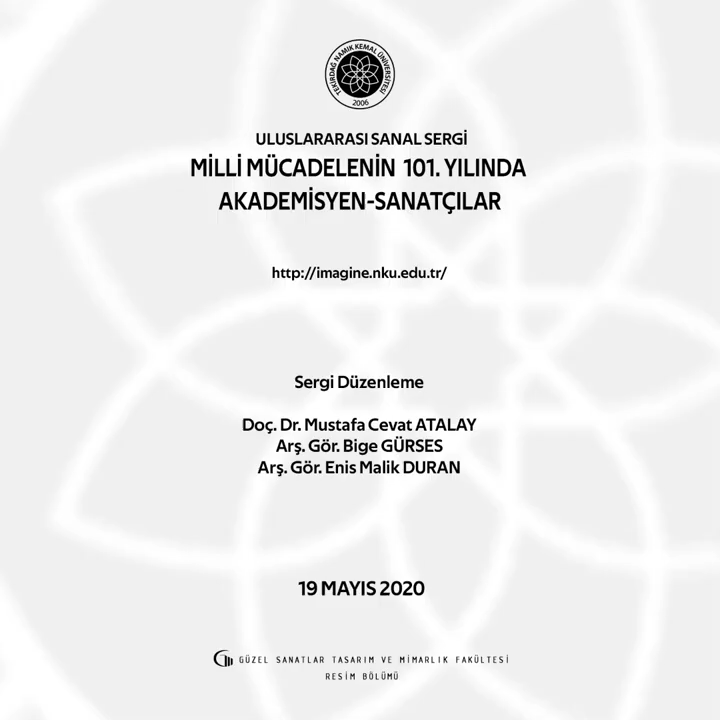 TEKİRDAĞ NAMIK KEMAL ÜNİVERSİTESİ
2006
ULUSLARARASI SANAL SERGİ
MİLLİ MÜCADELENİN 101. YILINDA
AKADEMİSYEN-SANATÇILAR
http://imagine.nku.edu.tr/
Sergi Düzenleme
Doç. Dr. Mustafa Cevat ATALAY
Arş. Gör. Bige GÜRSES
Arş. Gör. Enis Malik DURAN
19 MAYIS 2020
GÜZEL SANATLAR TASARIM VE MİMARLIK FAKÜLTESİ
RESİM BÖLÜMÜ